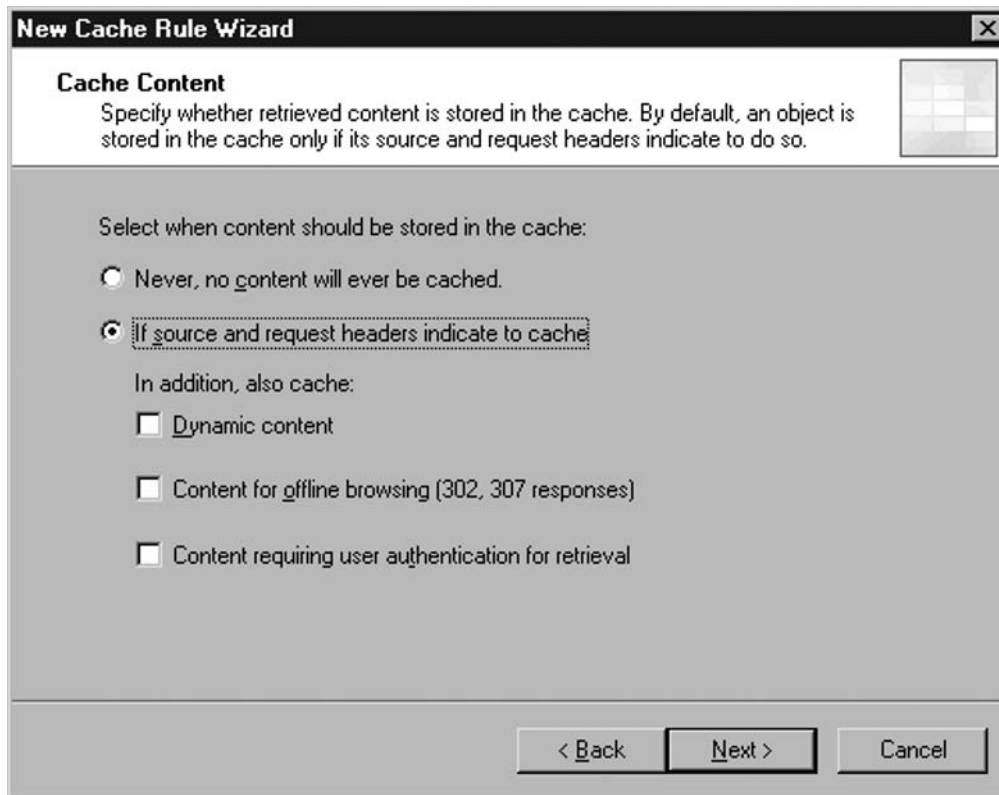 New Cache Rule Wizard
Cache Content
Specify whether retrieved content is stored in the cache. By default, an object is
stored in the cache only if its source and request headers indicate to do so.
Select when content should be stored in the cache:
Never, no content will ever be cached.
If source and request headers indicate to cache
In addition, also cache:
Dynamic content
Content for offline browsing (302, 307 responses)
Content requiring user authentication for retrieval
< Back
Next >
Cancel